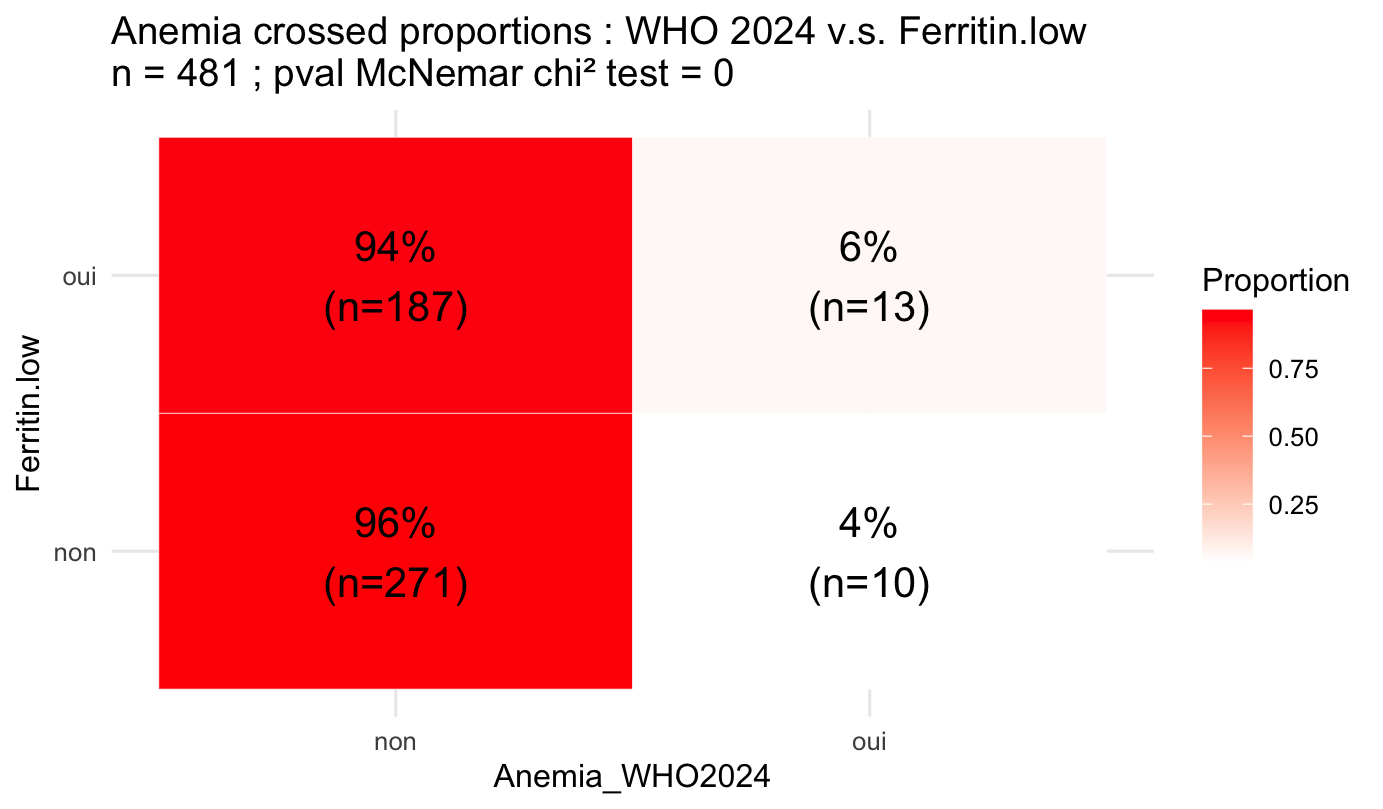 Anemia crossed proportions : WHO 2024 v.s. Ferritin.low
n = 481 ; pval McNemar chi² test = 0
94%
(n=187)
6%
(n=13)
96%
(n=271)
4%
(n=10)
oui
non
Ferritin.low
non
oui
Anemia_WHO2024
Proportion
0.75
0.50
0.25